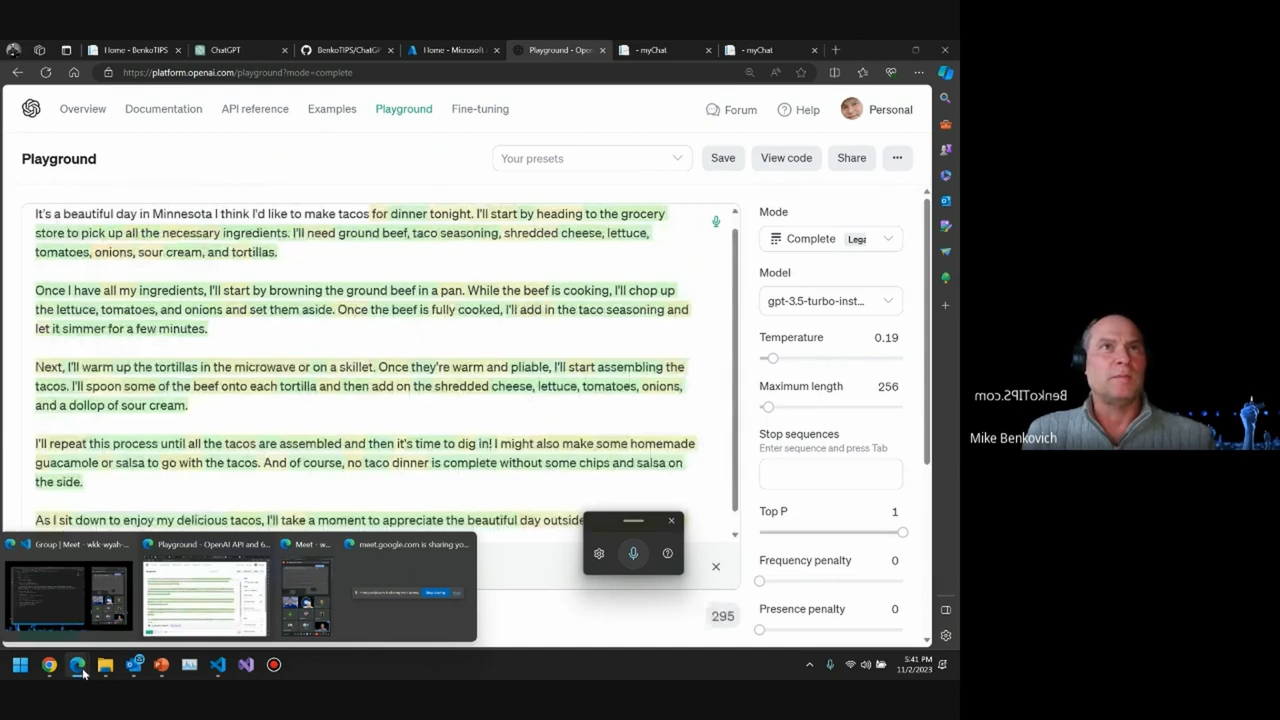 Home - BenkoTIPS
ChatGPT
BenkoTIPS/ChatG
Home - Microsoft
Playground - Open
- myChat
- myChat
https://platform.openai.com/playground?mode=complete
Overview
Documentation
API reference
Examples
Playground
Fine-tuning
Forum
Help
Personal
Playground
Your presets
Save
View code
Share
It's a beautiful day in Minnesota I think I'd like to make tacos for dinner tonight. I'll start by heading to the grocery
store to pick up all the necessary ingredients. I'll need ground beef, taco seasoning, shredded cheese, lettuce,
tomatoes, onions, sour cream, and tortillas.
Once I have all my ingredients, I'll start by browning the ground beef in a pan. While the beef is cooking, I'll chop up
the lettuce, tomatoes, and onions and set them aside. Once the beef is fully cooked, I'll add in the taco seasoning and
let it simmer for a few minutes.
Next, I'll warm up the tortillas in the microwave or on a skillet. Once they're warm and pliable, I'll start assembling the
tacos. I'll spoon some of the beef onto each tortilla and then add on the shredded cheese, lettuce, tomatoes, onions,
and a dollop of sour cream.
I'll repeat this process until all the tacos are assembled and then it's time to dig in! I might also make some homemade
guacamole or salsa to go with the tacos. And of course, no taco dinner is complete without some chips and salsa on
the side.
As I sit down to enjoy my delicious tacos, I'll take a moment to appreciate the beautiful day outside
Mode
Complete Lega
Model
gpt-3.5-turbo-inst...
Temperature 0.19
Maximum length 256
Stop sequences
Enter sequence and press Tab
Top P 1
Frequency penalty 0
Presence penalty 0
295
Group | Meet - wkk-wyah-...
Playground - OpenAI API and 6...
Meet - w...
meet.google.com is sharing yo...
5:41 PM
11/2/2023
BenkoTIPS.com
Mike Benkovich